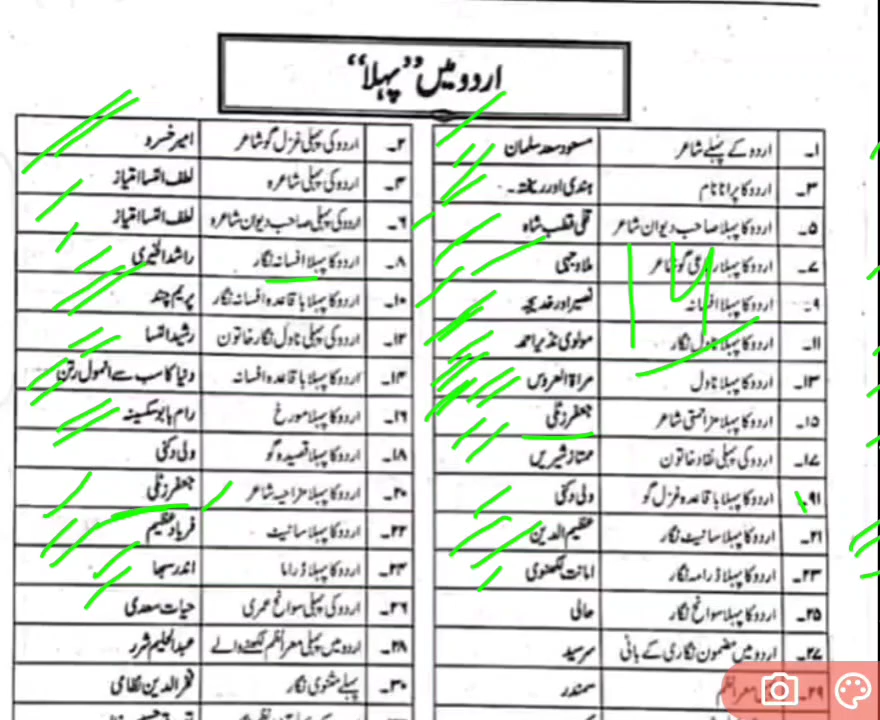 اردو میں ”پہلا“
۱۔ اردو کے پہلے شاعر مسعود سعد سلمان
۲۔ اردو کی پہلی غزل گو شاعر امیر خسرو
۳۔ اردو کا پرانا نام ہندی اور ریختہ۔
۴۔ اردو کی پہلی شاعرہ لطف النسا امتیاز
۵۔ اردو کا پہلا صاحب دیوان شاعر قلی قطب شاہ
۶۔ اردو کی پہلی صاحب دیوان شاعرہ لطف النسا امتیاز
۷۔ اردو کا پہلا گو شاعر ملا وجہی
۸۔ اردو کا پہلا افسانہ نگار راشد الخیری
۹۔ اردو کا پہلا افسانہ نصیر اور خدیجہ
۱۰۔ اردو کا پہلا باقاعدہ افسانہ نگار پریم چند
۱۱۔ اردو کا پہلا ناول نگار مولوی نذیر احمد
۱۲۔ اردو کی پہلی ناول نگار خاتون رشید النسا
۱۳۔ اردو کا پہلا ناول مراۃ العروس
۱۴۔ اردو کا پہلا باقاعدہ افسانہ دنیا کا سب سے انمول رتن
۱۵۔ اردو کا پہلا مزاحمتی شاعر جعفر زٹلی
۱۶۔ اردو کا پہلا مورخ رام بابو سکسینہ
۱۷۔ اردو کی پہلی نقاد خاتون ممتاز شیریں
۱۸۔ اردو کا پہلا قصیدہ گو ولی دکنی
۹۱۔ اردو کا پہلا باقاعدہ غزل گو ولی دکنی
۲۰۔ اردو کا پہلا مزاحیہ شاعر جعفر زٹلی
۲۱۔ اردو کا پہلا سانیٹ نگار عظیم الدین
۲۲۔ اردو کا پہلا سانیٹ فریاد عظیم
۲۳۔ اردو کا پہلا ڈرامہ نگار امانت لکھنوی
۲۴۔ اردو کا پہلا ڈراما اندر سبھا
۲۵۔ اردو کا پہلا سوانح نگار حالی
۲۶۔ اردو کی پہلی سوانح عمری حیات سعدی
۲۷۔ اردو میں مضمون نگاری کے بانی سرسید
۲۸۔ اردو میں پہلی معرا نظم لکھنے والے عبدالحلیم شرر
۲۹۔ معرا نظم سمندر
۳۰۔ پہلے مثنوی نگار فخر الدین نظامی